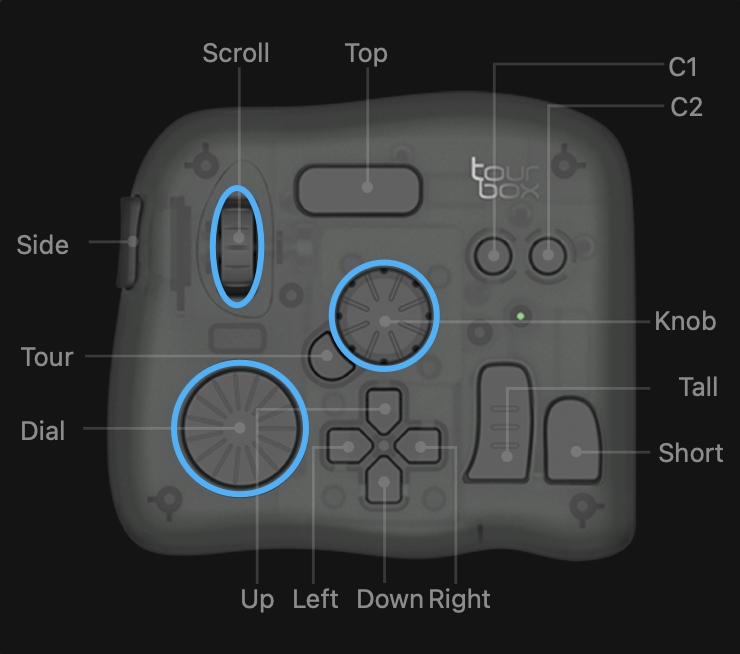 Scroll
Top
C1
C2
tour
box
Side
Knob
Tour
Tall
Dial
Short
Up
Left
Down
Right